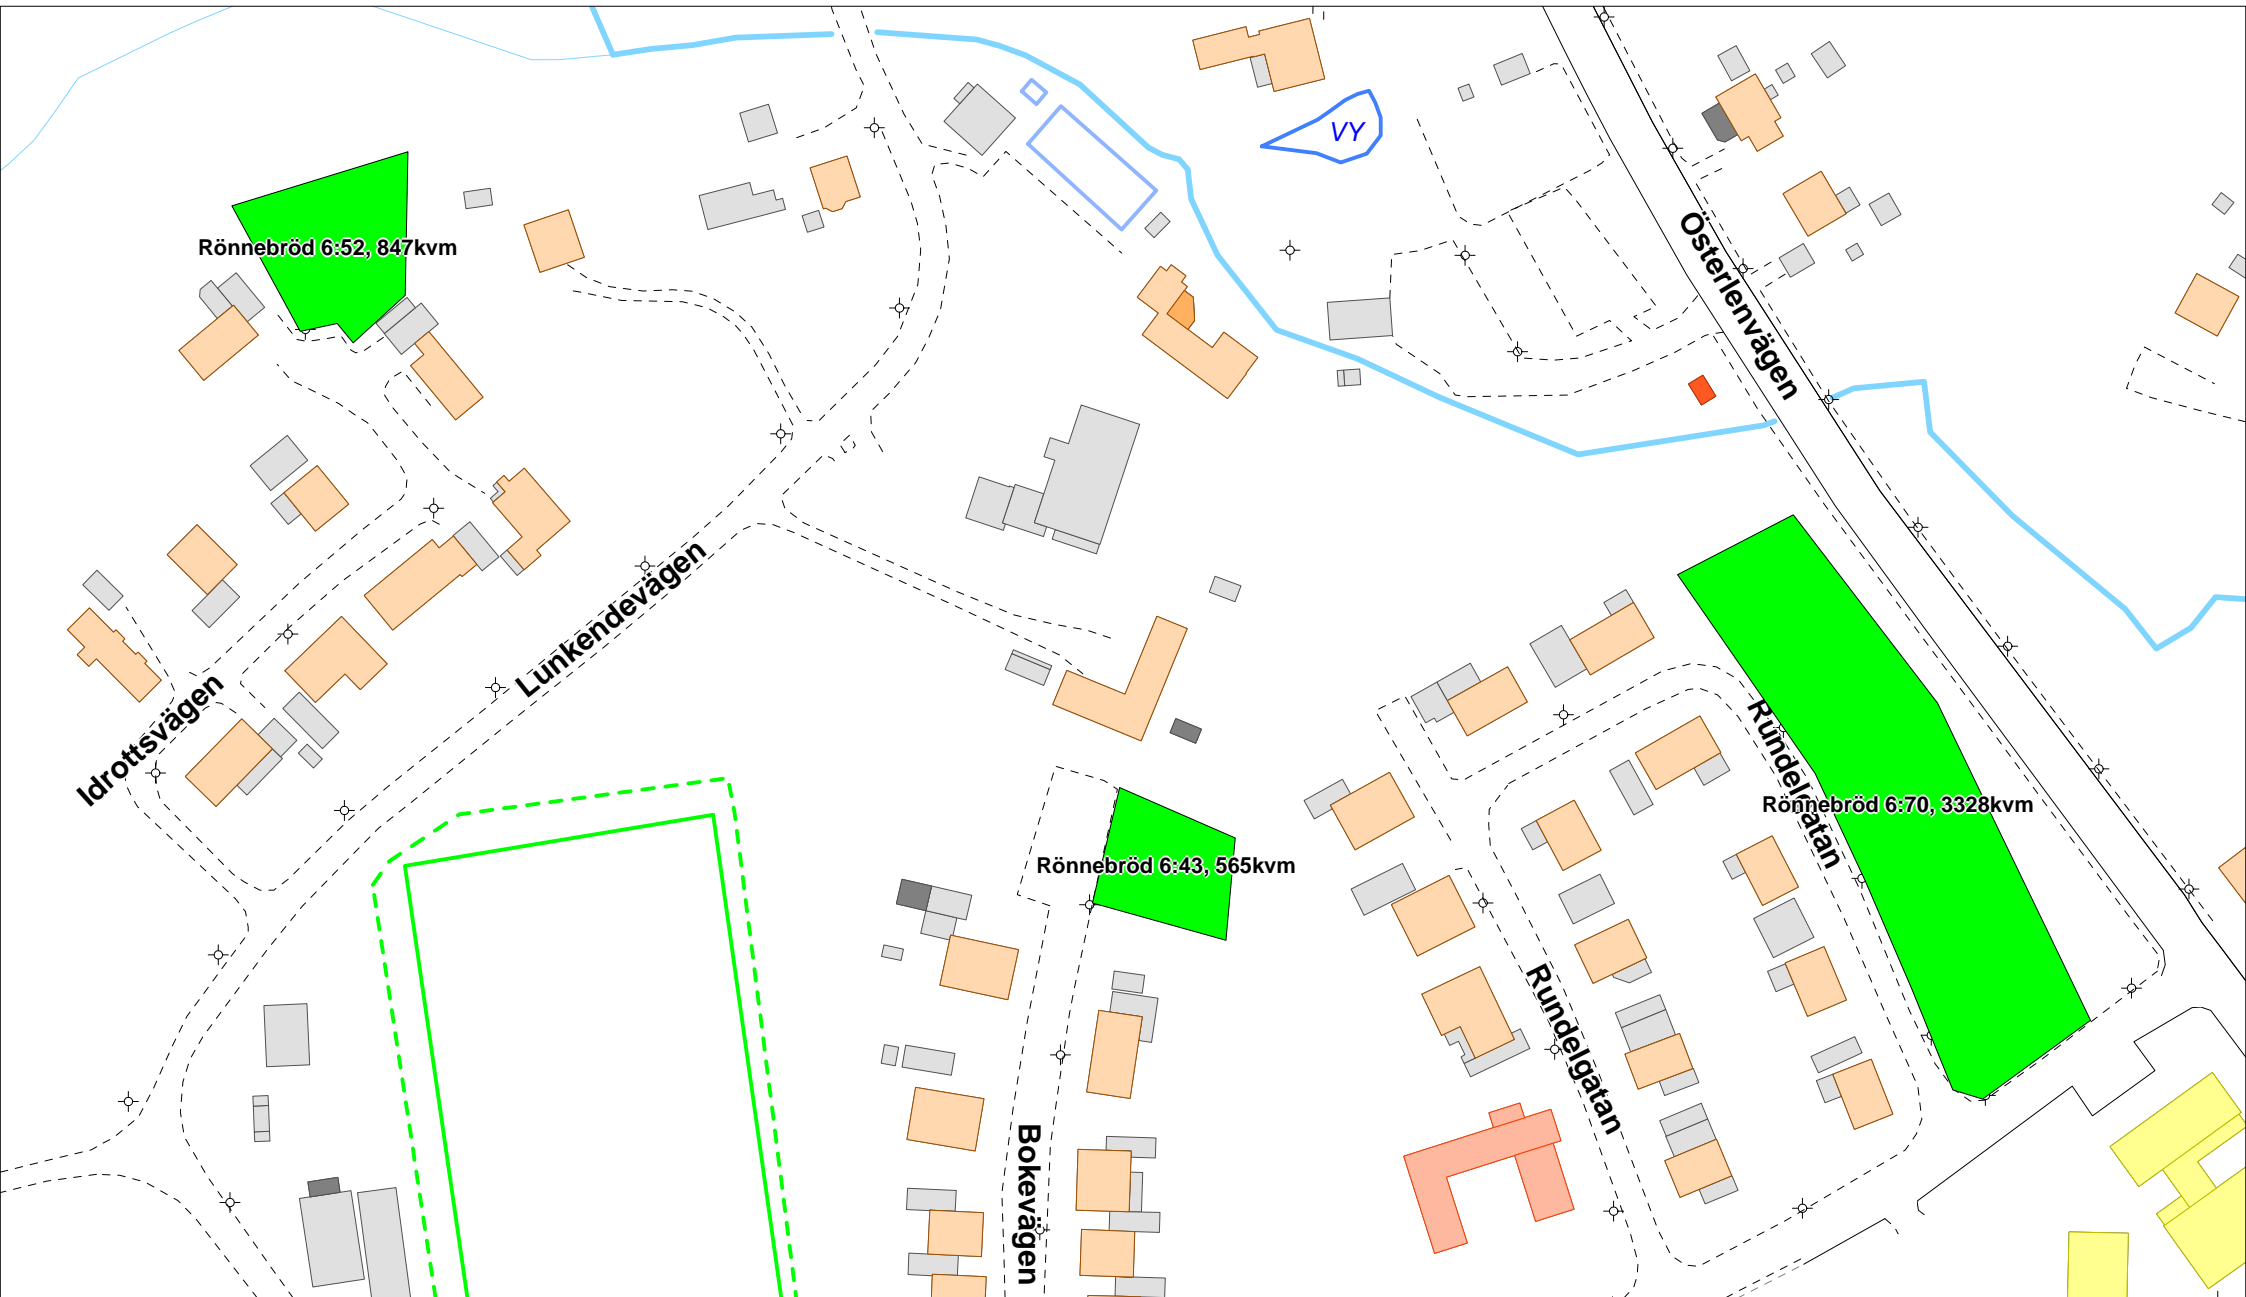 VY
Österlenvägen
Rönnebröd 6:52, 847kvm
Lunkendevägen
Idrottsvägen
Rundelgatan
Rönnebröd 6:70, 3328kvm
Rönnebröd 6:43, 565kvm
Rundelgatan
Bokevägen